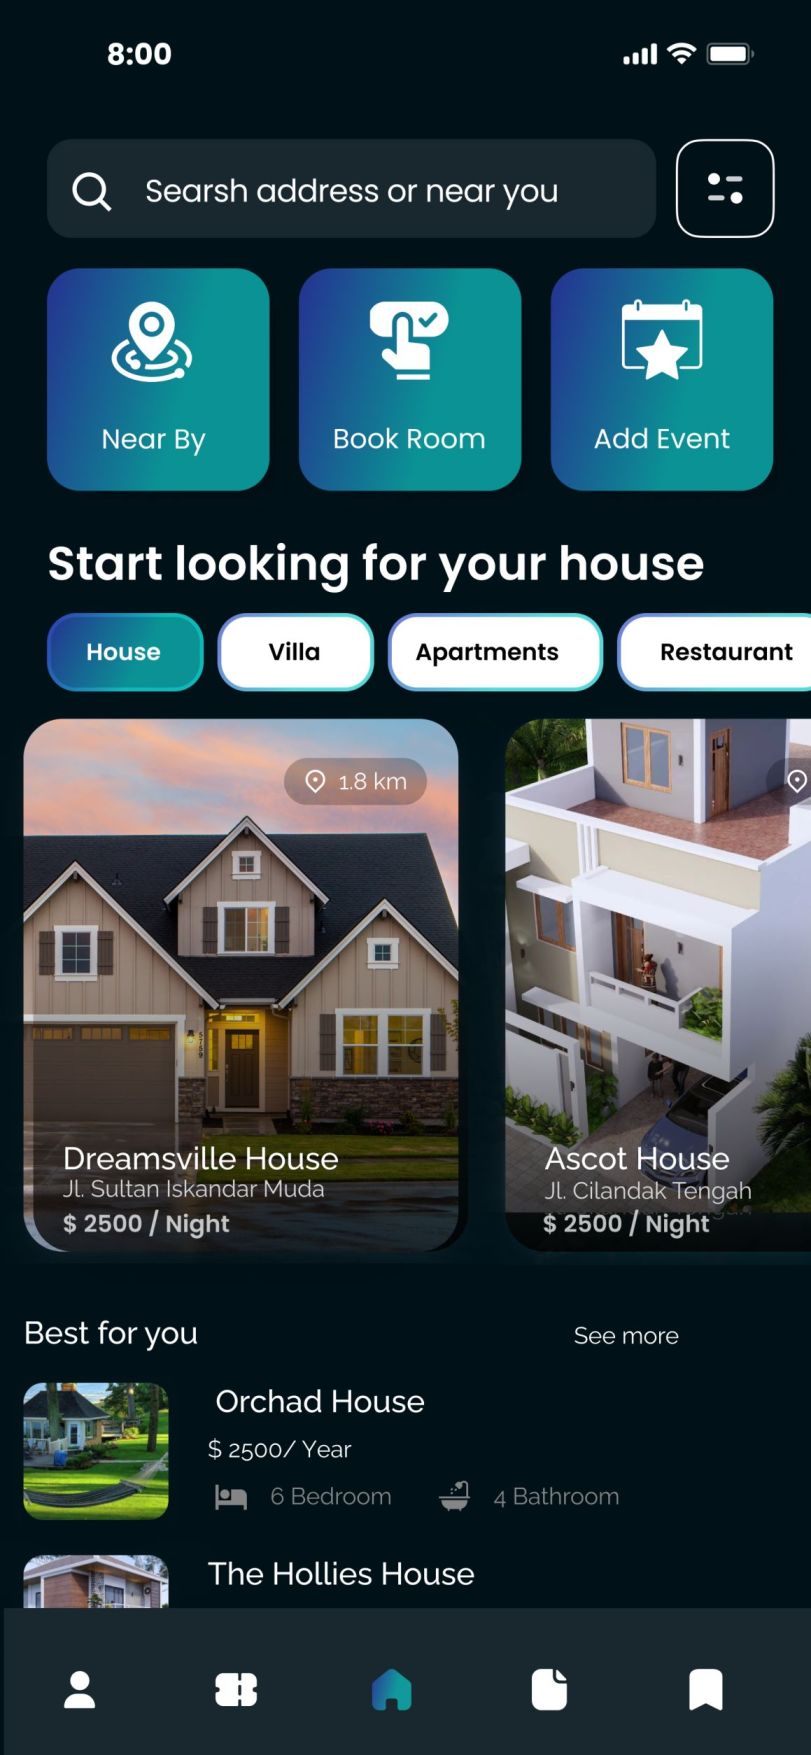 8:00
Searsh address or near you
Near By
Book Room
Add Event
Start looking for your house
House
Villa
Apartments
Restaurant
1.8 km
5759
Dreamsville House
Jl. Sultan Iskandar Muda
$ 2500 / Night
Ascot House
Jl. Cilandak Tengah
$ 2500 / Night
Best for you
See more
Orchad House
$ 2500/ Year
6 Bedroom
4 Bathroom
The Hollies House